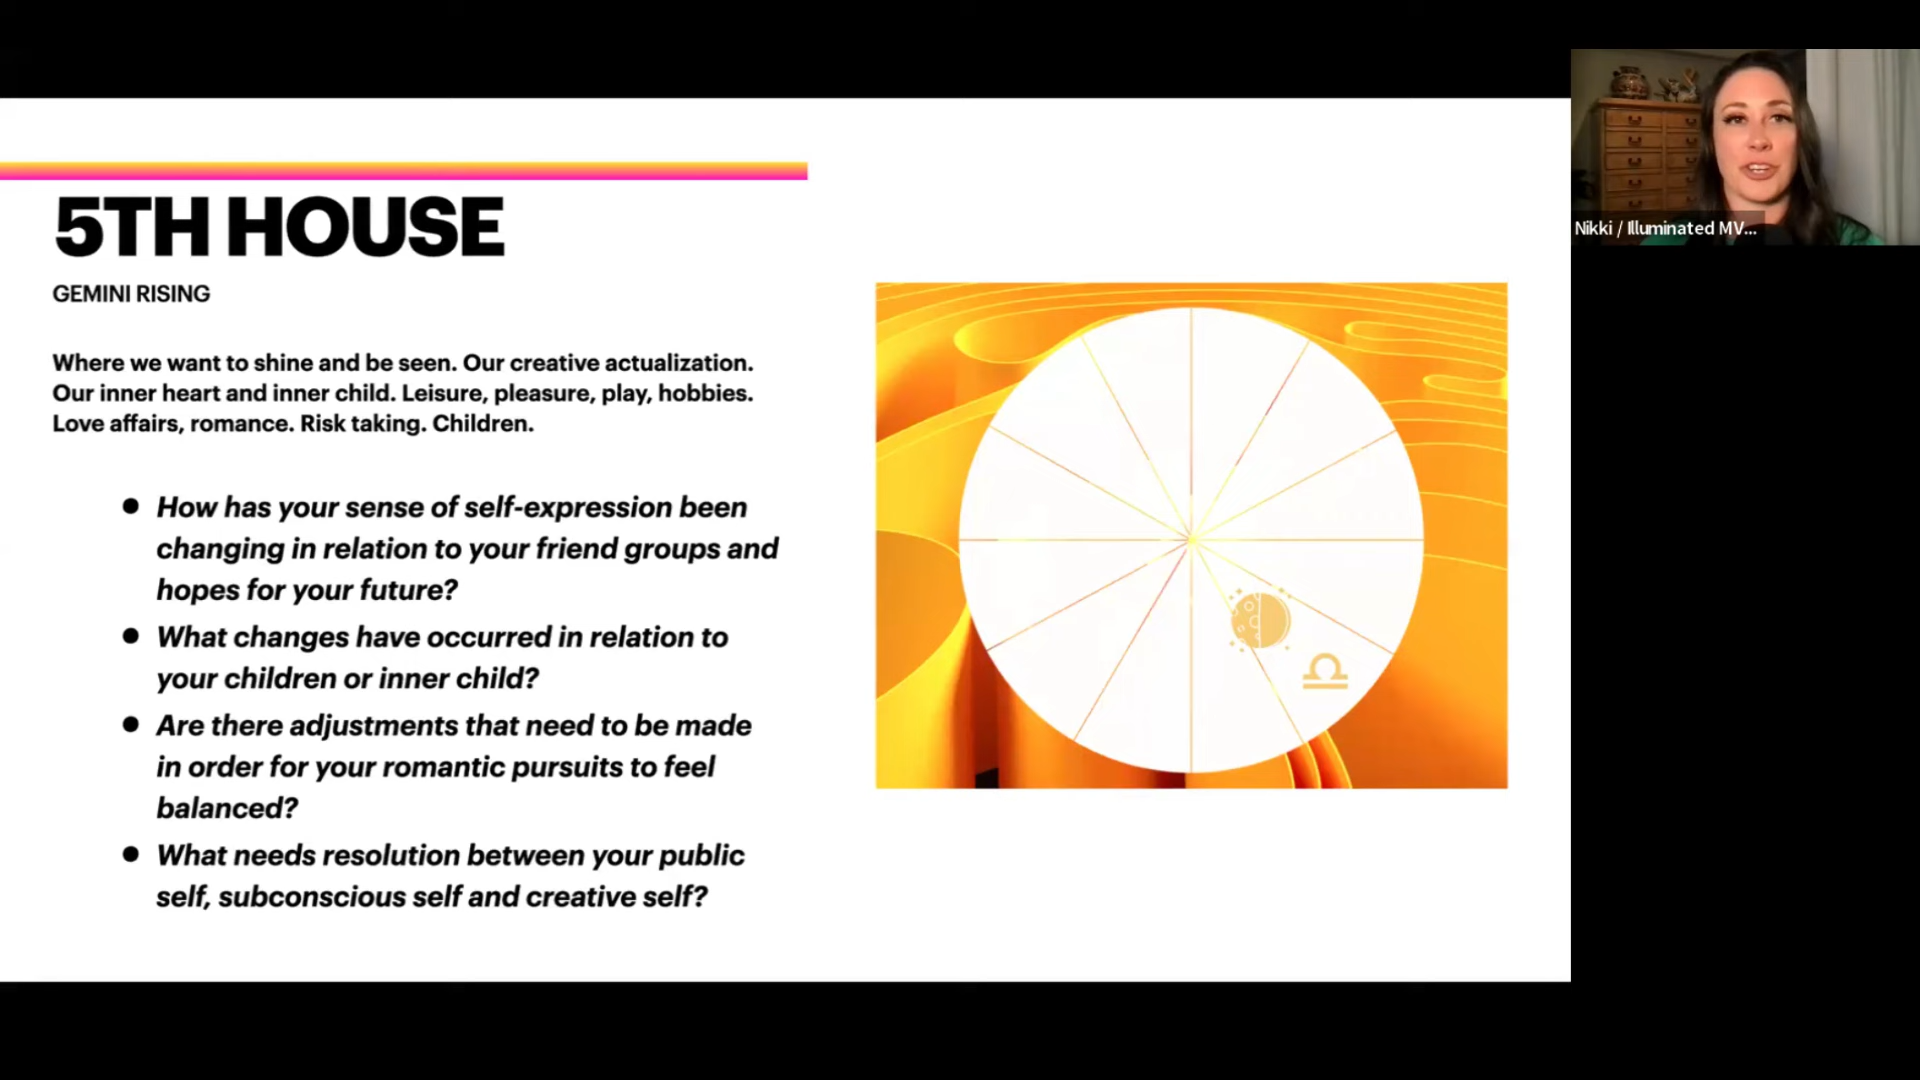 5TH HOUSE
GEMINI RISING
Where we want to shine and be seen. Our creative actualization.
Our inner heart and inner child. Leisure, pleasure, play, hobbies.
Love affairs, romance. Risk taking. Children.
● How has your sense of self-expression been
changing in relation to your friend groups and
hopes for your future?
● What changes have occurred in relation to
your children or inner child?
● Are there adjustments that need to be made
in order for your romantic pursuits to feel
balanced?
● What needs resolution between your public
self, subconscious self and creative self?
Nikki / Illuminated MV...